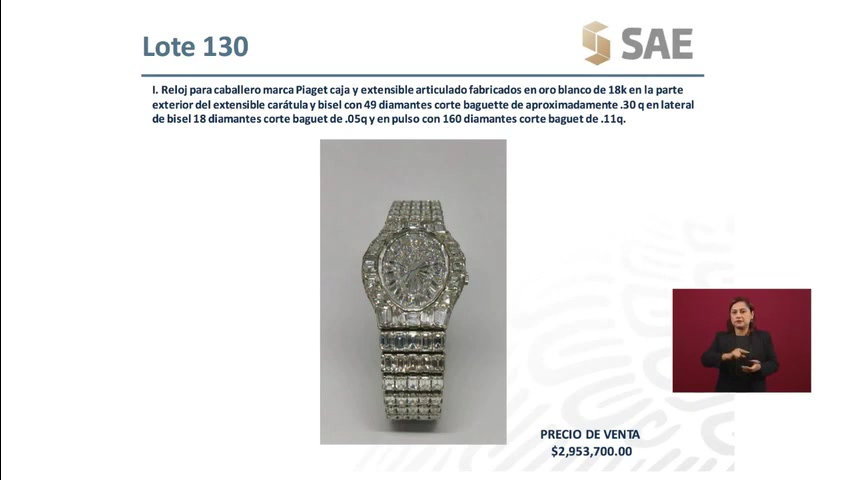 Lote 130
SAE
I. Reloj para caballero marca Piaget caja y extensible articulado fabricados en oro blanco de 18k en la parte
exterior del extensible carátula y bisel con 49 diamantes corte baguette de aproximadamente .30 q en lateral
de bisel 18 diamantes corte baguet de .05q y en pulso con 160 diamantes corte baguet de .11q.
PRECIO DE VENTA
$2,953,700.00